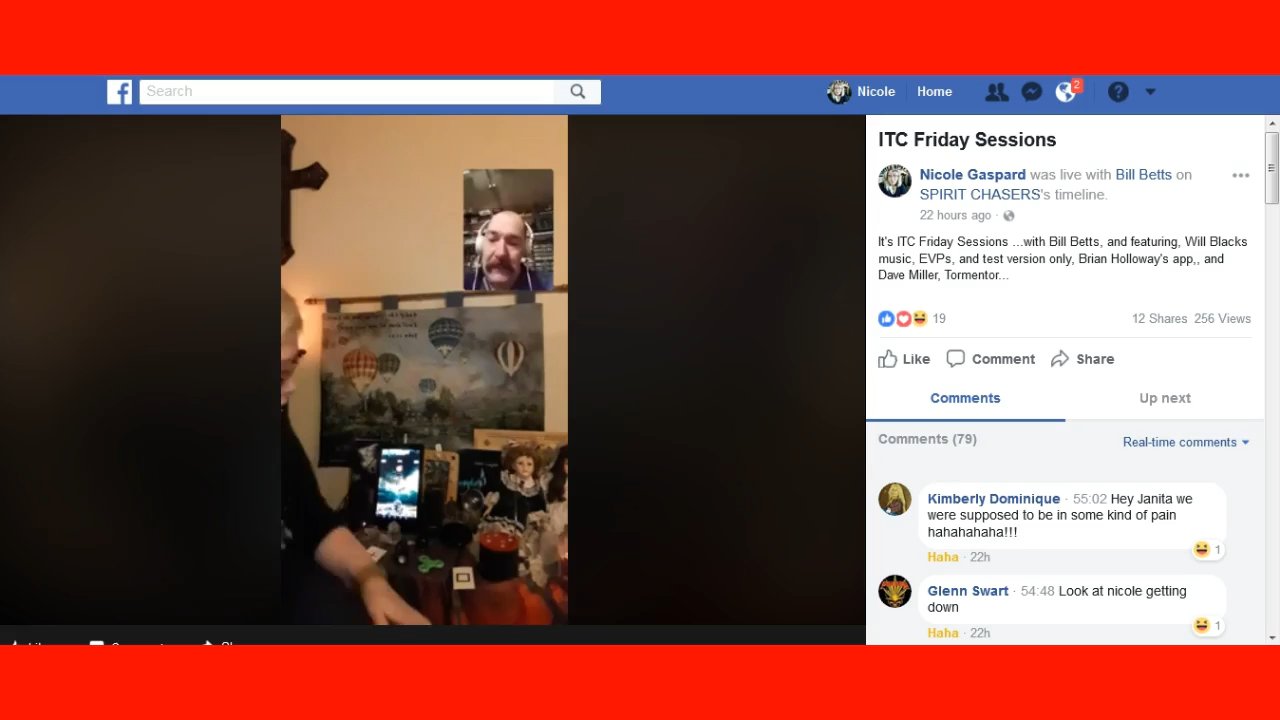 Search
Nicole
Home
2
ITC Friday Sessions
Nicole Gaspard was live with Bill Betts on
SPIRIT CHASERS's timeline.
22 hours ago ·
It's ITC Friday Sessions ...with Bill Betts, and featuring, Will Blacks
music, EVPs, and test version only, Brian Holloway's app,, and
Dave Miller, Tormentor...
19
12 Shares 256 Views
Like
Comment
Share
Comments
Up next
Comments (79)
Real-time comments
Kimberly Dominique · 55:02 Hey Janita we
were supposed to be in some kind of pain
hahahahaha!!!
1
Haha · 22h
Glenn Swart · 54:48 Look at nicole getting
down
1
Haha · 22h